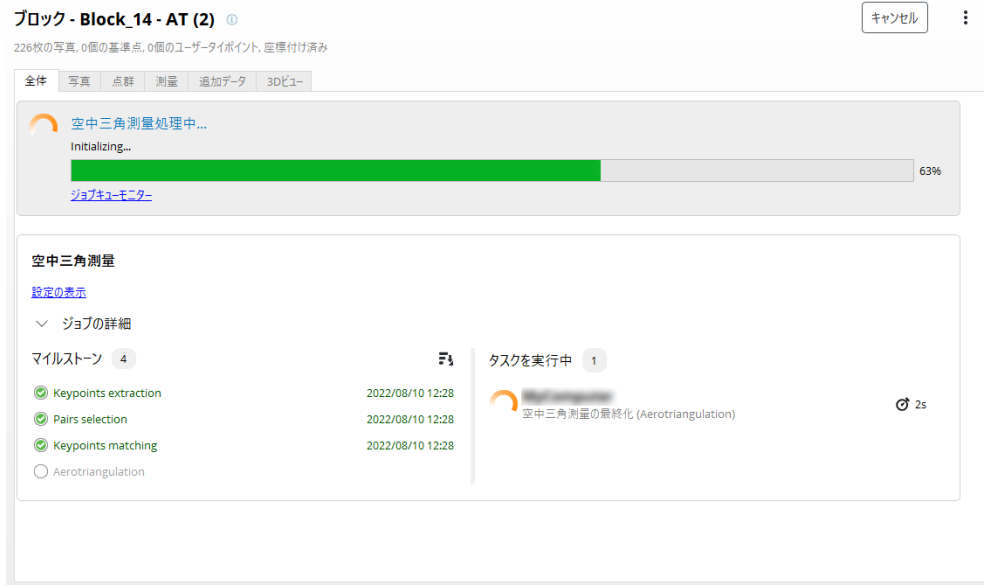 ブロック - Block_14 - AT (2)
キャンセル
226枚の写真, 0個の基準点, 0個のユーザータイポイント, 座標付け済み
全体 写真 点群 測量 追加データ 3Dビュー
空中三角測量処理中...
Initializing...
63%
ジョブキューモニター
空中三角測量
設定の表示
ジョブの詳細
マイルストーン 4
Keypoints extraction 2022/08/10 12:28
Pairs selection 2022/08/10 12:28
Keypoints matching 2022/08/10 12:28
Aerotriangulation
タスクを実行中 1
空中三角測量の最終化 (Aerotriangulation)
2s